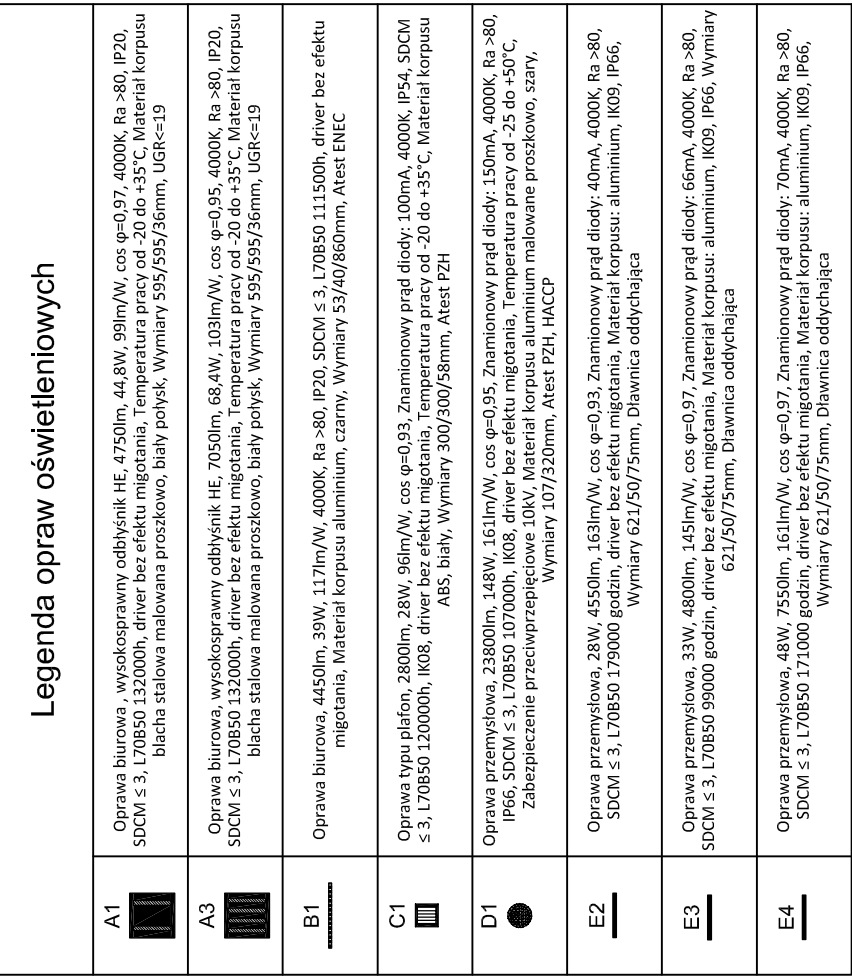 Legenda opraw oświetleniowych
A1
Oprawa biurowa , wysokosprawny odbłyśnik HE, 4750lm, 44,8W, 99lm/W, cos φ=0,97, 4000K, Ra >80, IP20,
SDCM ≤ 3, L70B50 132000h, driver bez efektu migotania, Temperatura pracy od -20 do +35°C, Materiał korpusu
blacha stalowa malowana proszkowo, biały połysk, Wymiary 595/595/36mm, UGR<=19
A3
Oprawa biurowa, wysokosprawny odbłyśnik HE, 7050lm, 68,4W, 103lm/W, cos φ=0,95, 4000K, Ra >80, IP20,
SDCM ≤ 3, L70B50 132000h, driver bez efektu migotania, Temperatura pracy od -20 do +35°C, Materiał korpusu
blacha stalowa malowana proszkowo, biały połysk, Wymiary 595/595/36mm, UGR<=19
B1
Oprawa biurowa, 4450lm, 39W, 117lm/W, 4000K, Ra >80, IP20, SDCM ≤ 3, L70B50 111500h, driver bez efektu
migotania, Materiał korpusu aluminium, czarny, Wymiary 53/40/860mm, Atest ENEC
C1
Oprawa typu plafon, 2800lm, 28W, 96lm/W, cos φ=0,93, Znamionowy prąd diody: 100mA, 4000K, IP54, SDCM
≤ 3, L70B50 120000h, IK08, driver bez efektu migotania, Temperatura pracy od -20 do +35°C, Materiał korpusu
ABS, biały, Wymiary 300/300/58mm, Atest PZH
D1
Oprawa przemysłowa, 23800lm, 148W, 161lm/W, cos φ=0,95, Znamionowy prąd diody: 150mA, 4000K, Ra >80,
IP66, SDCM ≤ 3, L70B50 107000h, IK08, driver bez efektu migotania, Temperatura pracy od -25 do +50°C,
Zabezpieczenie przeciwprzepięciowe 10kV, Materiał korpusu aluminium malowane proszkowo, szary,
Wymiary 107/320mm, Atest PZH, HACCP
E2
Oprawa przemysłowa, 28W, 4550lm, 163lm/W, cos φ=0,93, Znamionowy prąd diody: 40mA, 4000K, Ra >80,
SDCM ≤ 3, L70B50 179000 godzin, driver bez efektu migotania, Materiał korpusu: aluminium, IK09, IP66,
Wymiary 621/50/75mm, Dławnica oddychająca
E3
Oprawa przemysłowa, 33W, 4800lm, 145lm/W, cos φ=0,97, Znamionowy prąd diody: 66mA, 4000K, Ra >80,
SDCM ≤ 3, L70B50 99000 godzin, driver bez efektu migotania, Materiał korpusu: aluminium, IK09, IP66, Wymiary
621/50/75mm, Dławnica oddychająca
E4
Oprawa przemysłowa, 48W, 7550lm, 161lm/W, cos φ=0,97, Znamionowy prąd diody: 70mA, 4000K, Ra >80,
SDCM ≤ 3, L70B50 171000 godzin, driver bez efektu migotania, Materiał korpusu: aluminium, IK09, IP66,
Wymiary 621/50/75mm, Dławnica oddychająca